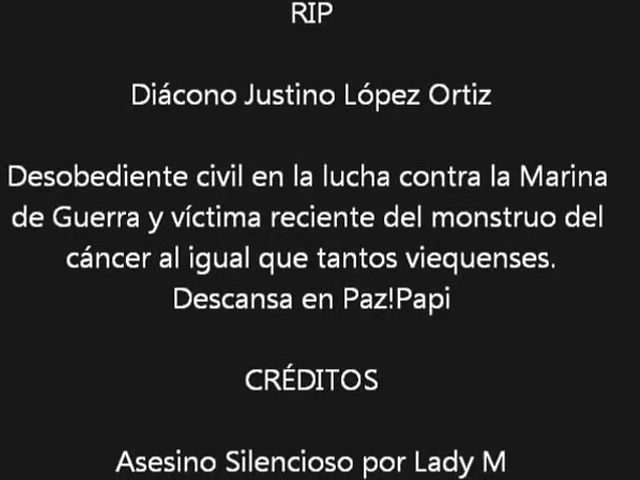 RIP
Diácono Justino López Ortiz
Desobediente civil en la lucha contra la Marina
de Guerra y víctima reciente del monstruo del
cáncer al igual que tantos viequenses.
Descansa en Paz!Papi
CRÉDITOS
Asesino Silencioso por Lady M